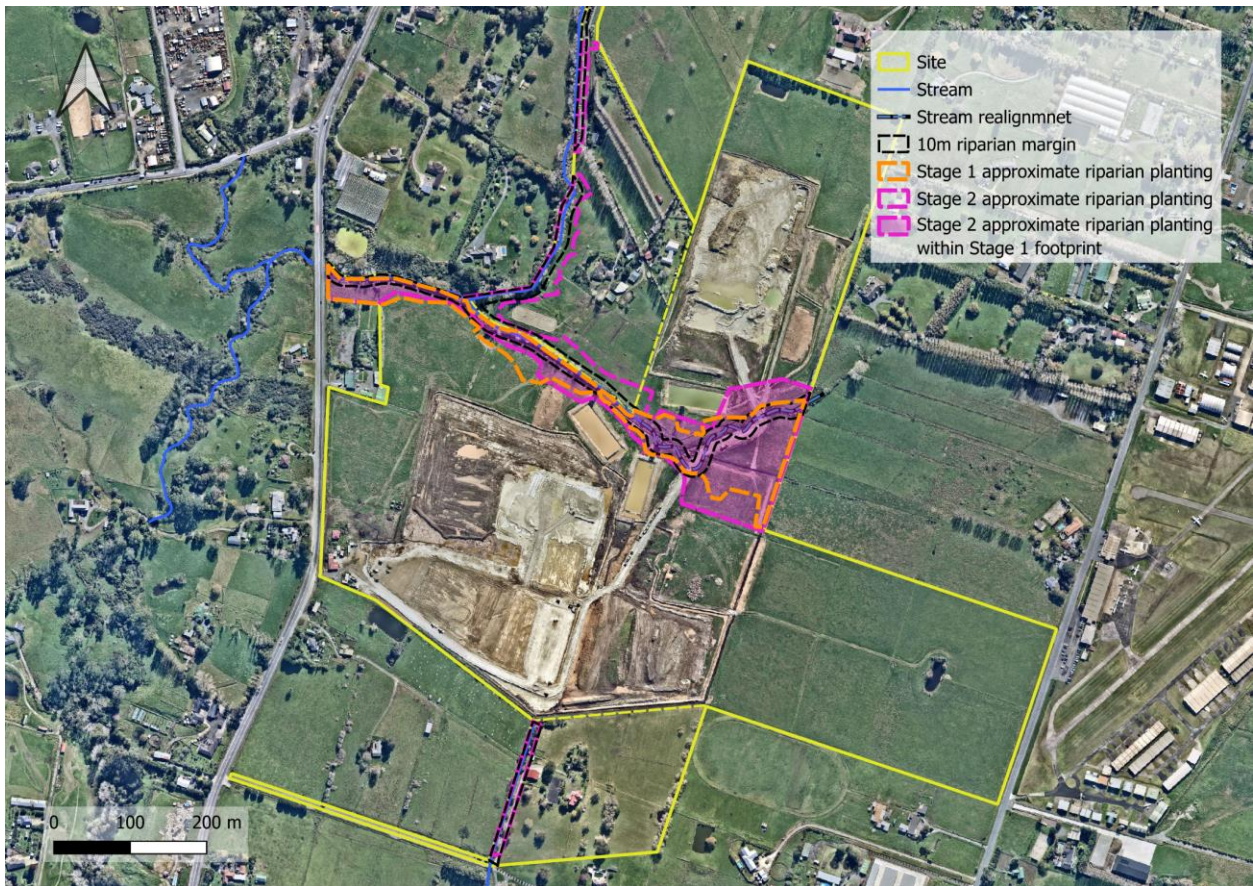 Site
Stream
Stream realignmnet
10m riparian margin
Stage 1 approximate riparian planting
Stage 2 approximate riparian planting
Stage 2 approximate riparian planting
within Stage 1 footprint
0 100 200 m